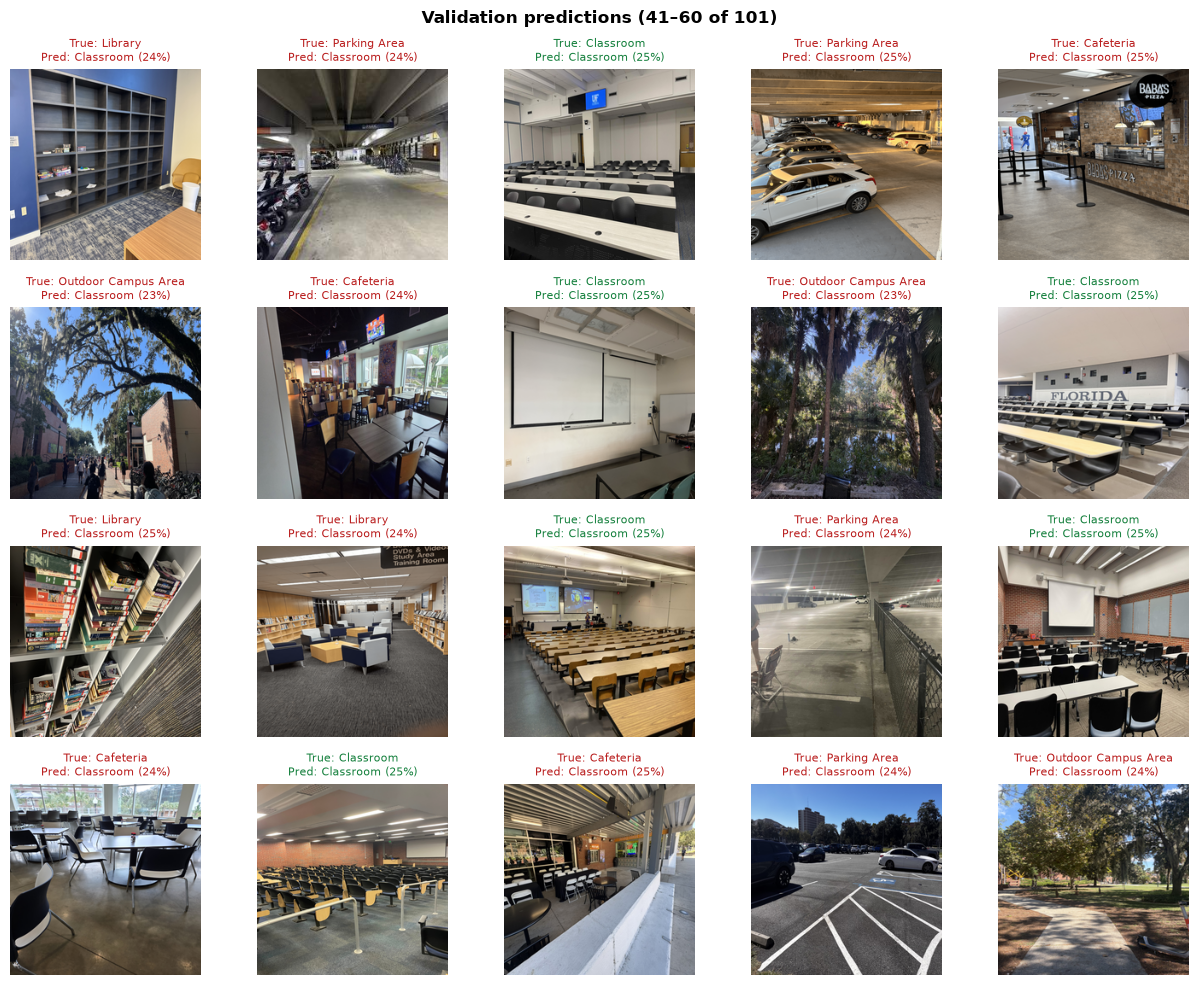 Validation predictions (41–60 of 101)
True: Library
Pred: Classroom (24%)
True: Parking Area
Pred: Classroom (24%)
True: Classroom
Pred: Classroom (25%)
True: Parking Area
Pred: Classroom (25%)
True: Cafeteria
Pred: Classroom (25%)
BABA'S
PIZZA
BABA'S PIZZA
True: Outdoor Campus Area
Pred: Classroom (23%)
True: Cafeteria
Pred: Classroom (24%)
True: Classroom
Pred: Classroom (25%)
True: Outdoor Campus Area
Pred: Classroom (23%)
True: Classroom
Pred: Classroom (25%)
FLORIDA
True: Library
Pred: Classroom (25%)
True: Library
Pred: Classroom (24%)
DVDs & Videos
Study Area
Training Room
True: Classroom
Pred: Classroom (25%)
True: Parking Area
Pred: Classroom (24%)
True: Classroom
Pred: Classroom (25%)
True: Cafeteria
Pred: Classroom (24%)
True: Classroom
Pred: Classroom (25%)
True: Cafeteria
Pred: Classroom (25%)
True: Parking Area
Pred: Classroom (24%)
True: Outdoor Campus Area
Pred: Classroom (24%)